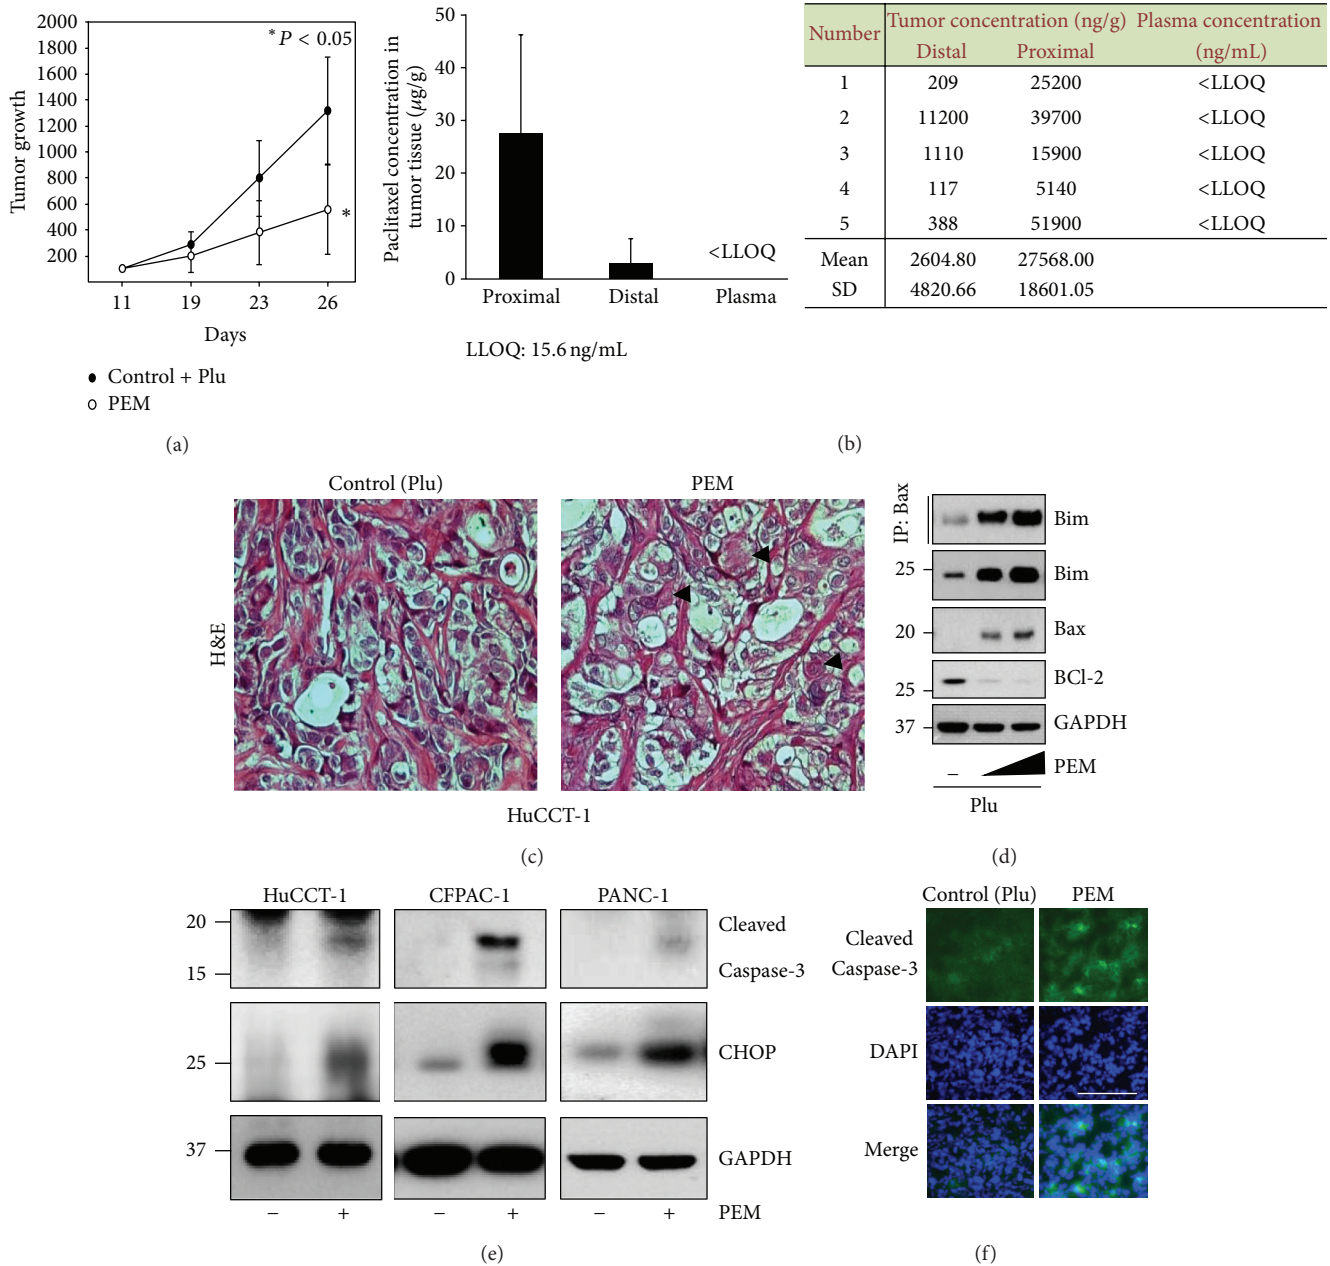 2000
1800
1600
1400
1200
1000
800
600
400
200
Tumor growth
* P < 0.05
*
11 19 23 26
Days
Control + Plu
PEM
(a)
50
40
30
20
10
0
Paclitaxel concentration in
tumor tissue (μg/g)
<LLOQ
Proximal Distal Plasma
LLOQ: 15.6 ng/mL
Number Tumor concentration (ng/g) Plasma concentration
Distal Proximal (ng/mL)
1 209 25200 <LLOQ
2 11200 39700 <LLOQ
3 1110 15900 <LLOQ
4 117 5140 <LLOQ
5 388 51900 <LLOQ
Mean 2604.80 27568.00
SD 4820.66 18601.05
(b)
Control (Plu) PEM
H&E
HuCCT-1
(c)
IP: Bax
Bim
25 Bim
20 Bax
BCl-2
25
37 GAPDH
– PEM
Plu
(d)
HuCCT-1 CFPAC-1 PANC-1
20 Cleaved
15 Caspase-3
25 CHOP
37 GAPDH
– + – + – + PEM
(e)
Control (Plu) PEM
Cleaved
Caspase-3
DAPI
Merge
(f)